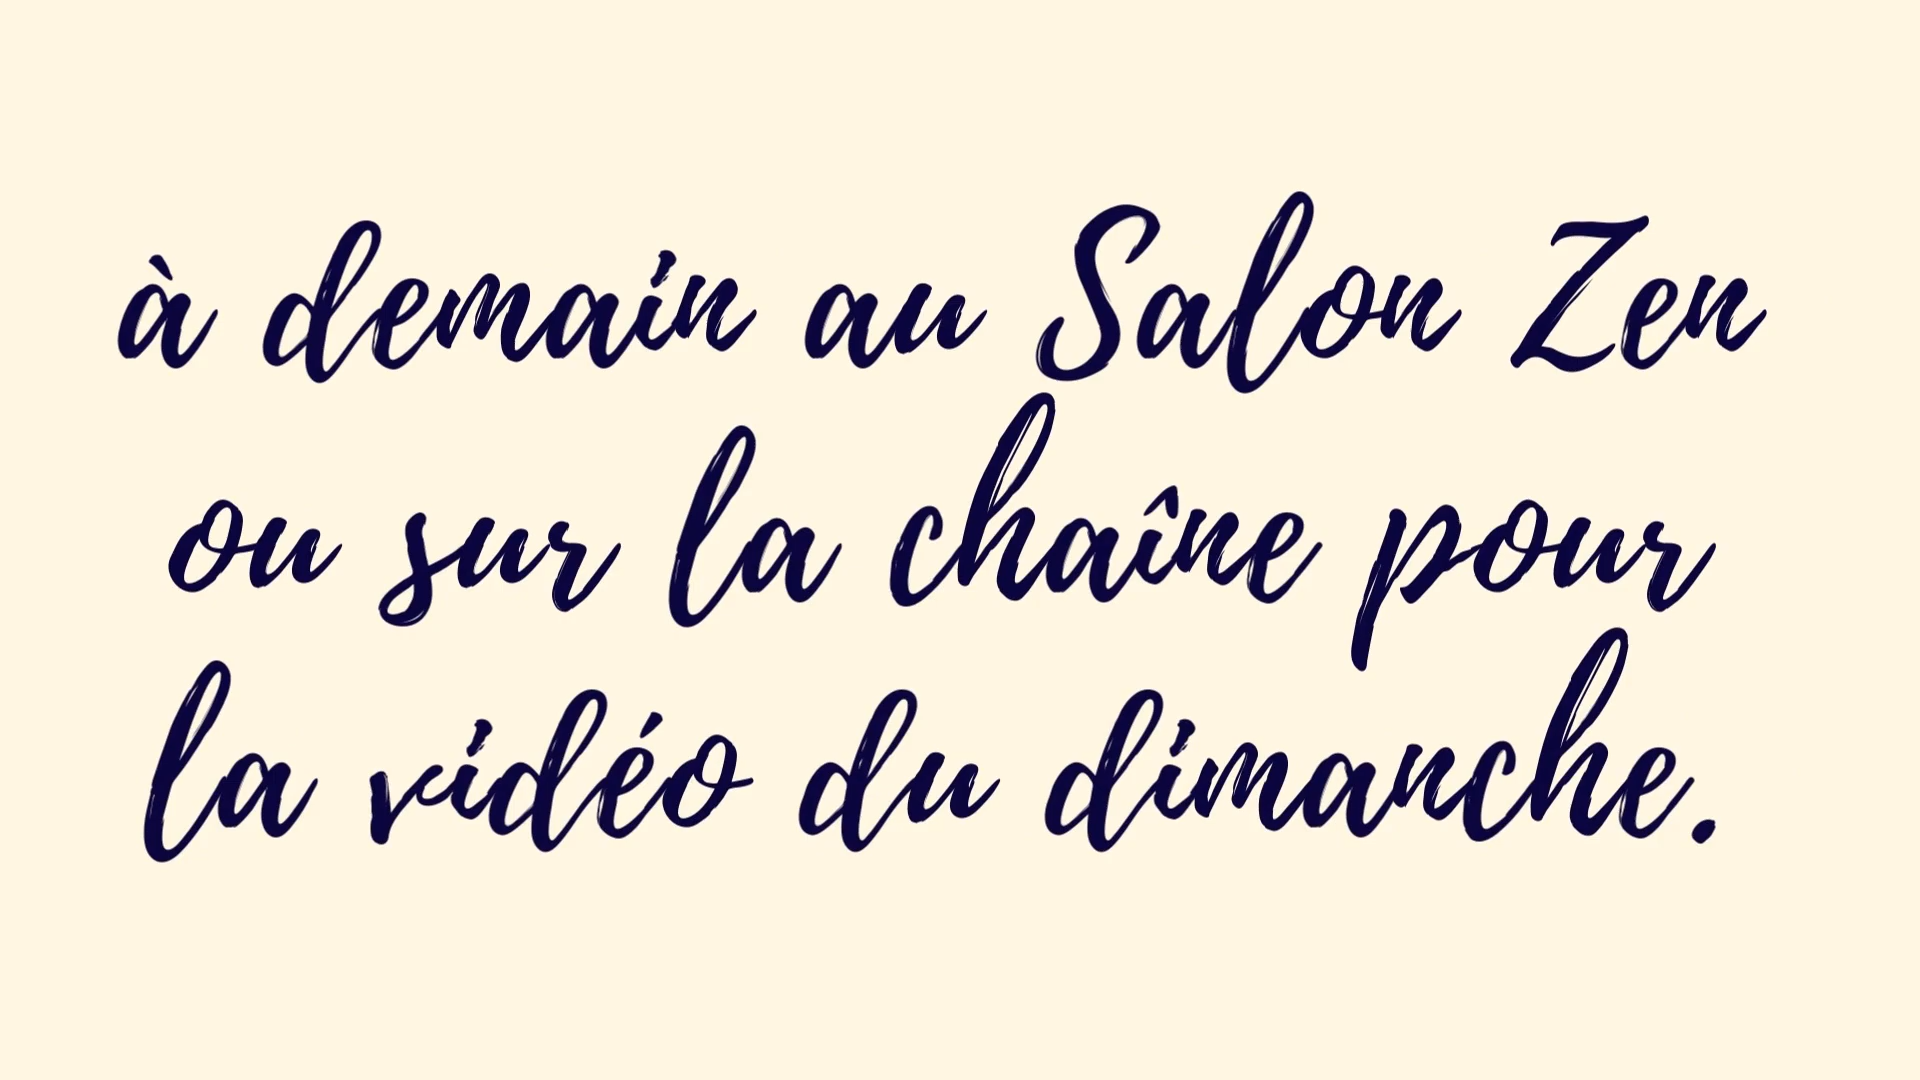 à demain au Salon Zen
ou sur la chaîne pour
la vidéo du dimanche.